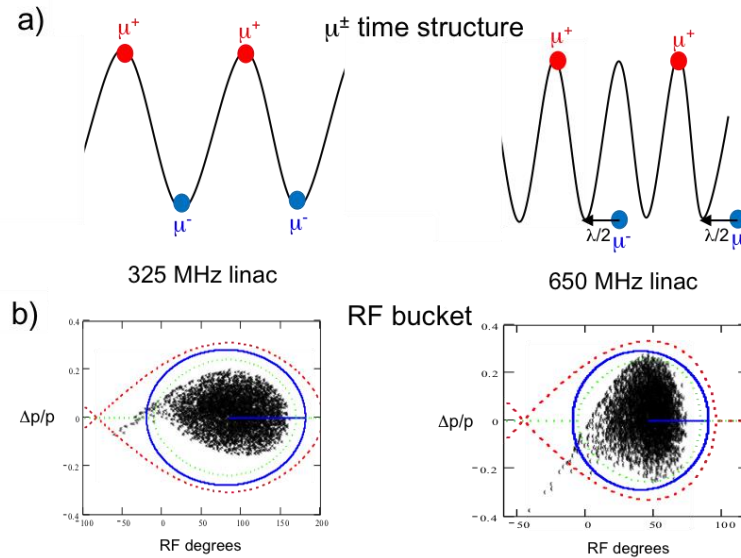 a)
μ± time structure
μ+ μ+
μ- μ-
μ+ μ+
λ/2 μ- λ/2 μ
325 MHz linac
650 MHz linac
b)
RF bucket
Δp/p
0.4
0.2
0
-0.2
-0.4
-100 -50 0 50 100 150 200
RF degrees
Δp/p
0.4
0.2
0
-0.2
0.4
-50 0 50 100
RF degrees